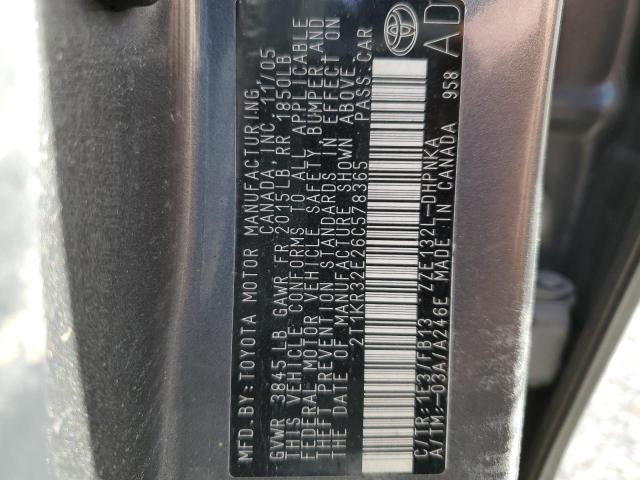 MFD. BY: TOYOTA MOTOR MANUFACTURING
CANADA, INC. 11/05
GVWR 3845 LB GAWR FR 2015 LB, RR 1850LB
THIS VEHICLE CONFORMS TO ALL APPLICABLE
FEDERAL MOTOR VEHICLE SAFETY, BUMPER AND
THEFT PREVENTION STANDARDS IN EFFECT ON
THE DATE OF MANUFACTURE SHOWN ABOVE.
2T1KR32E26C578365 PASS. CAR
C/TR: 1E3/FB13 ZZE132L-DHPNKA
A/TM: -03A/A246E MADE IN CANADA 958
AD